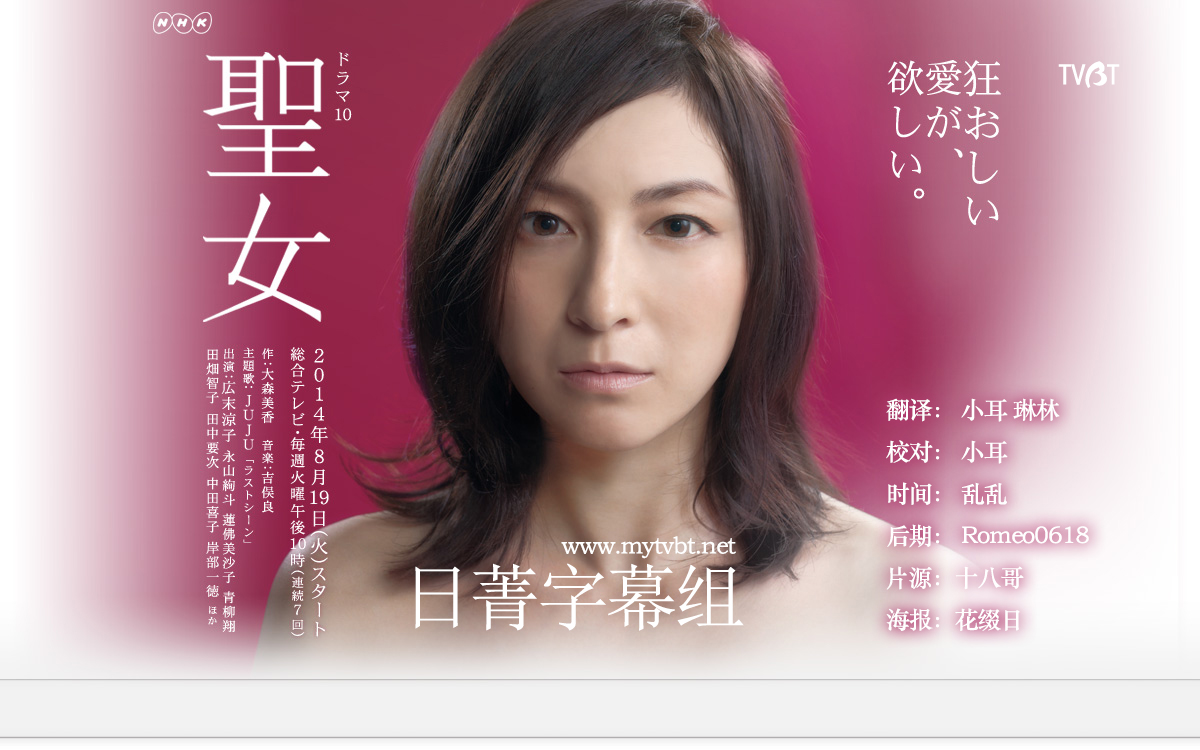 NHK
ドラマ10
聖女
2014年8月19日(火)スタート
総合テレビ・毎週火曜午後10時(連続7回)
作:大森美香　音楽:吉俣良
主題歌:JUJU「ラストシーン」
出演:広末涼子 永山絢斗 蓮佛美沙子 青柳翔
田畑智子 田中要次 中田喜子 岸部一徳 ほか
狂おしい
愛が、
欲しい。
TVBT
www.mytvbt.net
日菁字幕组
翻译： 小耳 琳林
校对： 小耳
时间： 乱乱
后期： Romeo0618
片源： 十八哥
海报： 花缀日